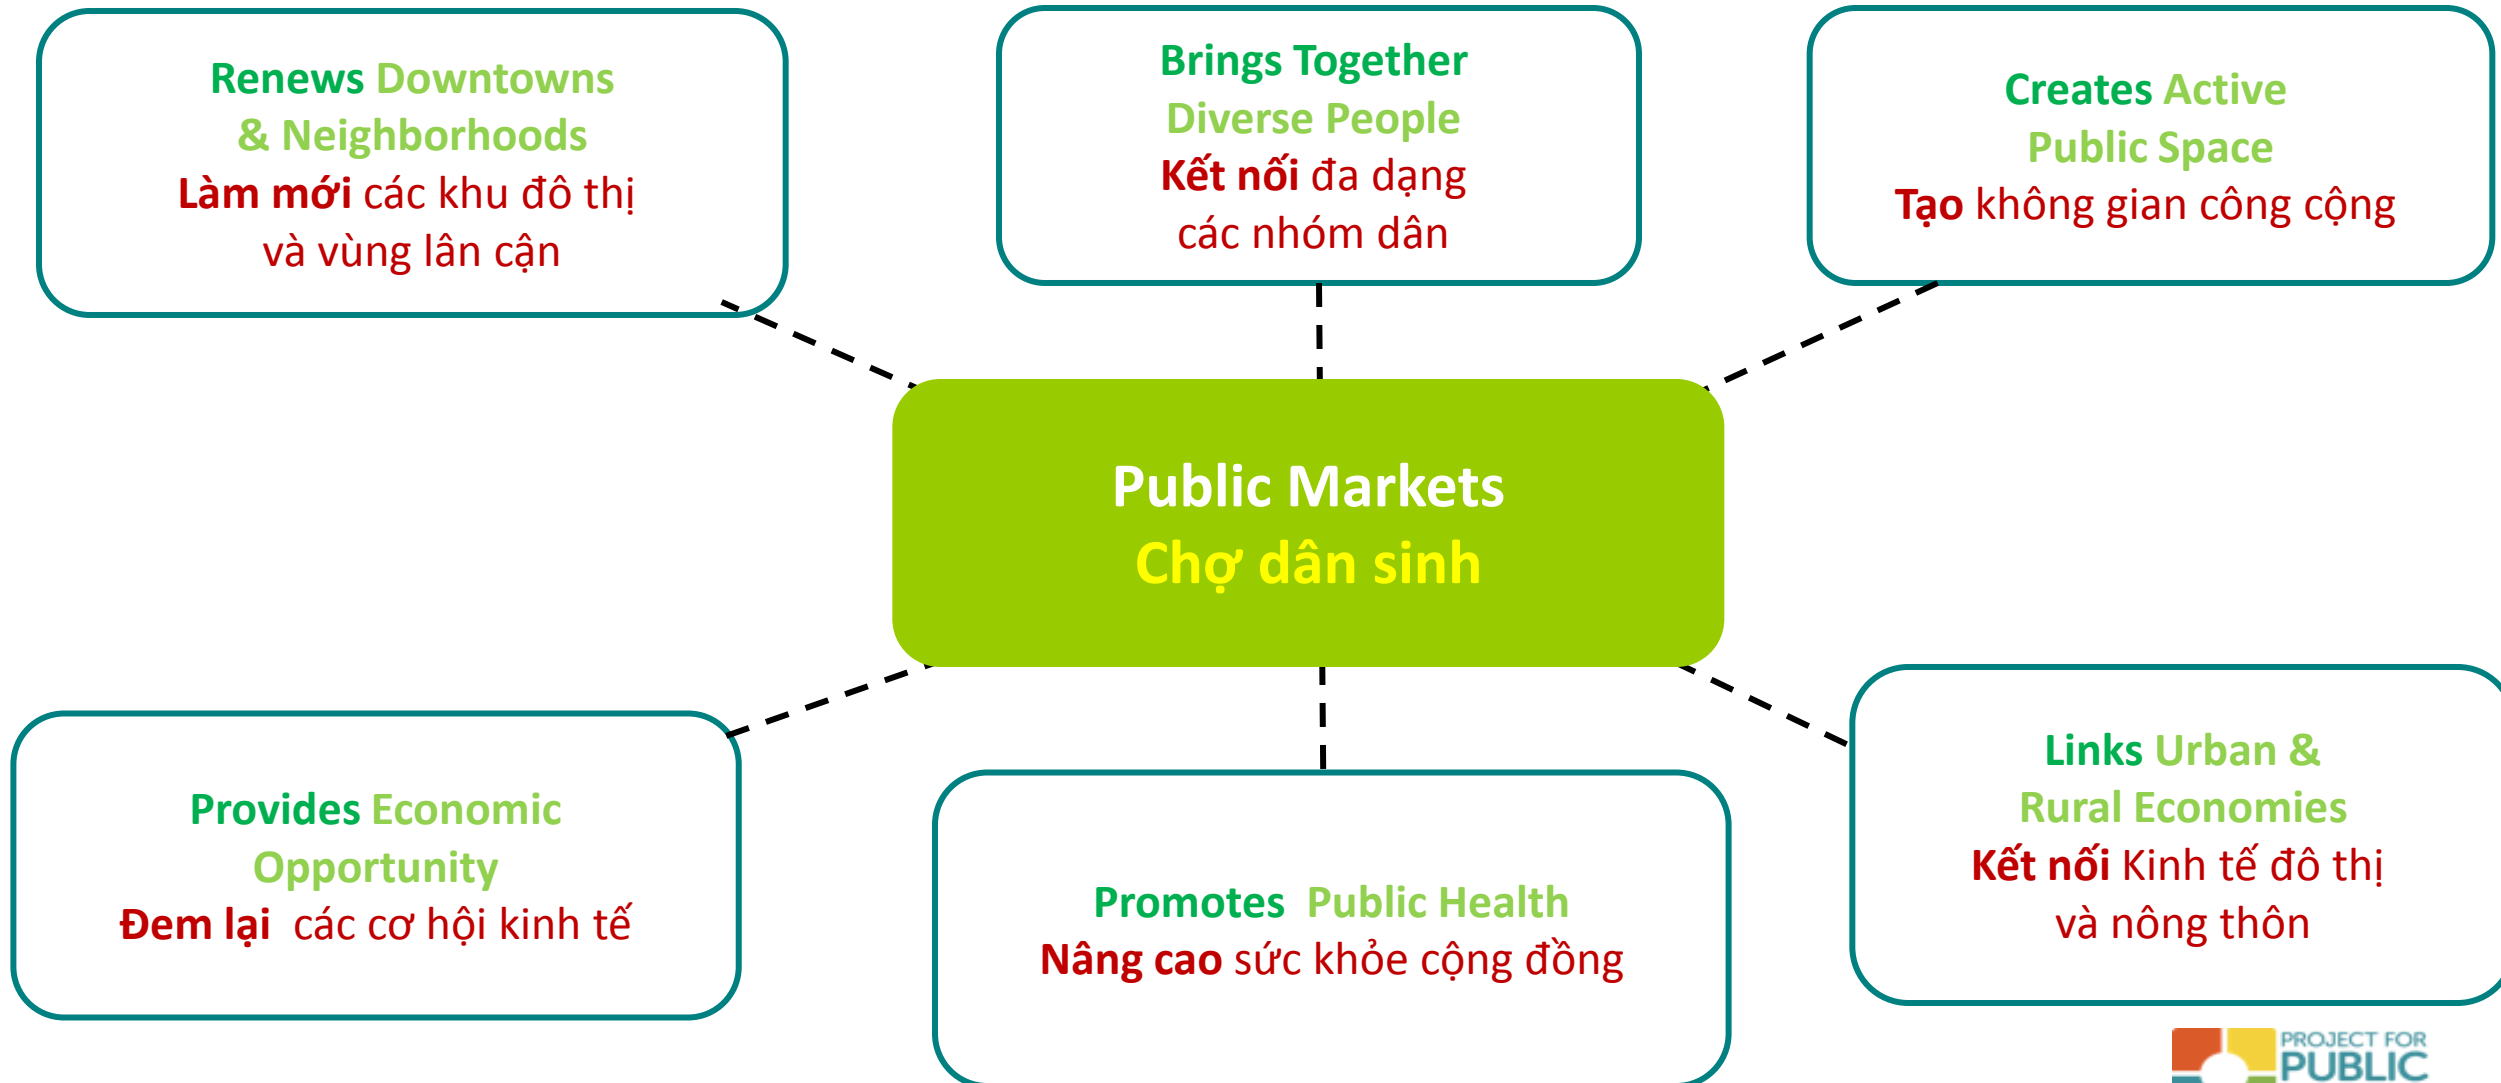 Renews Downtowns
& Neighborhoods
Làm mới các khu đô thị
và vùng lân cận
Brings Together
Diverse People
Kết nối đa dạng
các nhóm dân
Creates Active
Public Space
Tạo không gian công cộng
Public Markets
Chợ dân sinh
Provides Economic
Opportunity
Đem lại các cơ hội kinh tế
Promotes Public Health
Nâng cao sức khỏe cộng đồng
Links Urban &
Rural Economies
Kết nối Kinh tế đô thị
và nông thôn
PROJECT FOR
PUBLIC